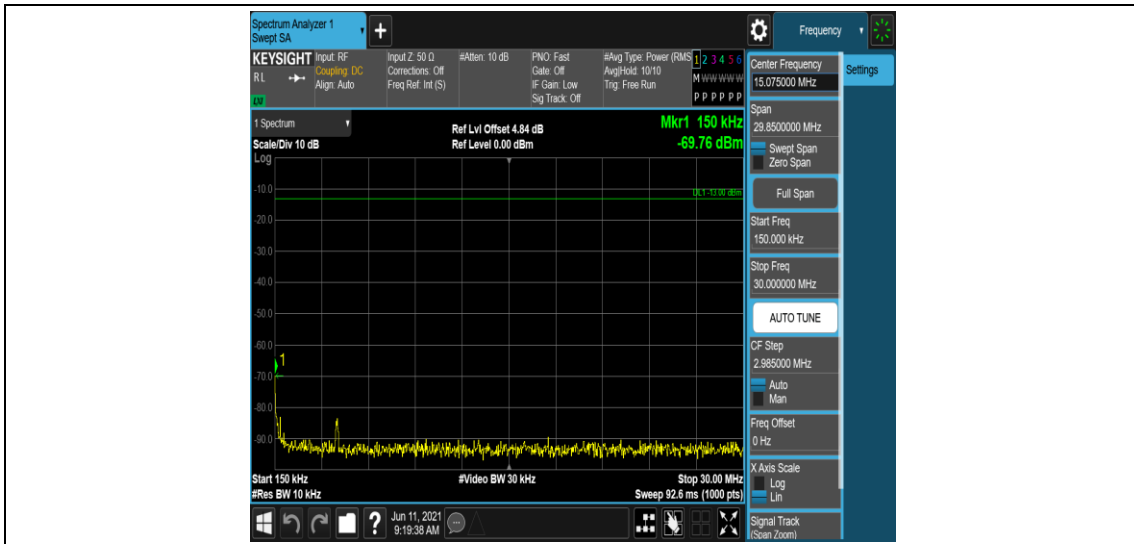 Spectrum Analyzer 1
Swept SA
+
Frequency
KEYSIGHT
RL
LXI
Input: RF
Coupling: DC
Align: Auto
Input Z: 50 Ω
Corrections: Off
Freq Ref: Int (S)
#Atten: 10 dB
PNO: Fast
Gate: Off
IF Gain: Low
Sig Track: Off
#Avg Type: Power (RMS
Avg|Hold: 10/10
Trig: Free Run
1 2 3 4 5 6
M W W W W W
P P P P P P
1 Spectrum
Scale/Div 10 dB
Log
Ref Lvl Offset 4.84 dB
Ref Level 0.00 dBm
Mkr1 150 kHz
-69.76 dBm
DL1 -13.00 dBm
-10.0
-20.0
-30.0
-40.0
-50.0
-60.0
1
-70.0
-80.0
-90.0
Start 150 kHz
#Res BW 10 kHz
#Video BW 30 kHz
Stop 30.00 MHz
Sweep 92.6 ms (1000 pts)
Center Frequency
15.075000 MHz
Settings
Span
29.8500000 MHz
Swept Span
Zero Span
Full Span
Start Freq
150.000 kHz
Stop Freq
30.000000 MHz
AUTO TUNE
CF Step
2.985000 MHz
Auto
Man
Freq Offset
0 Hz
X Axis Scale
Log
Lin
Signal Track
(Span Zoom)
?
Jun 11, 2021
9:19:38 AM